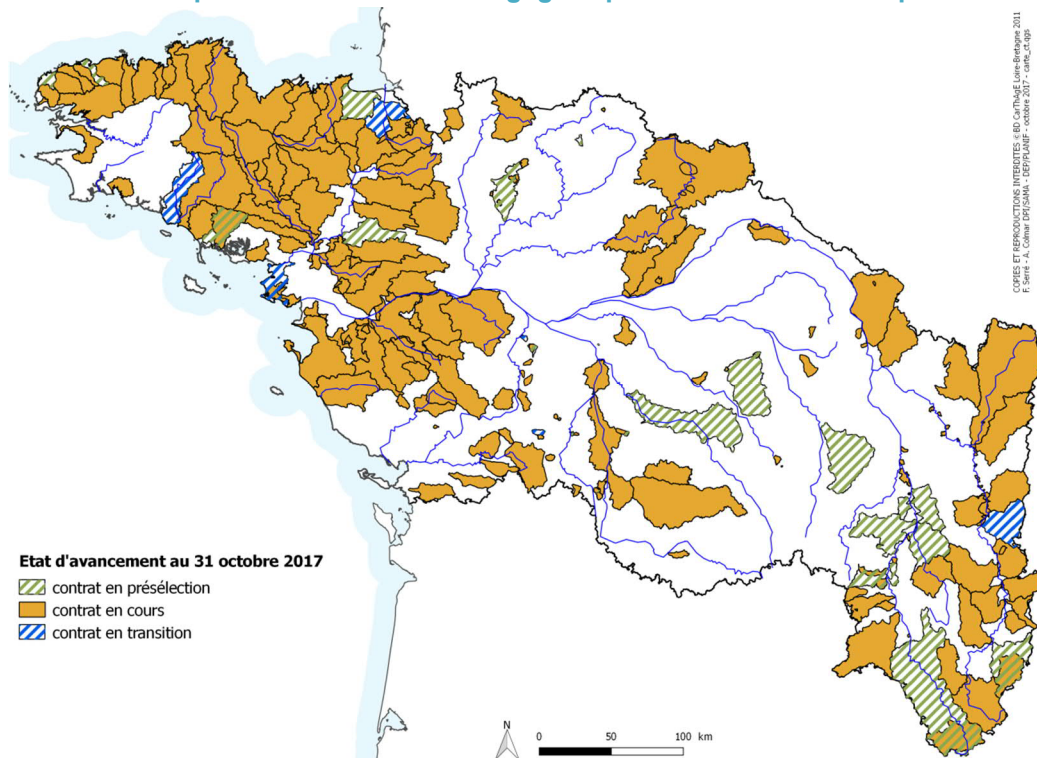 COPIES ET REPRODUCTIONS INTERDITES ©BD CarThAgE Loire-Bretagne 2011
F. Serré - A. Colmar DPI/SAMA - DEP/PLANIF - octobre 2017 - carte_ct.qgs
Etat d'avancement au 31 octobre 2017
contrat en présélection
contrat en cours
contrat en transition
N
0 50 100 km